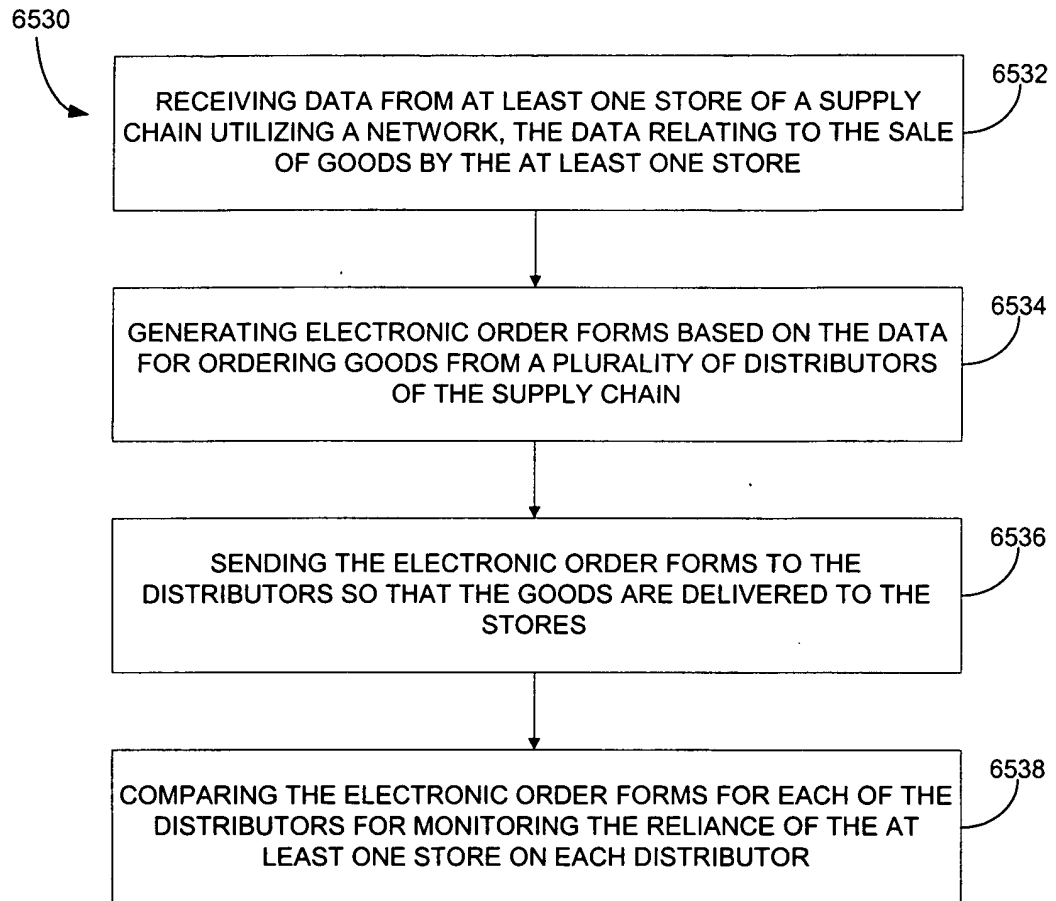 6530
6532
RECEIVING DATA FROM AT LEAST ONE STORE OF A SUPPLY
CHAIN UTILIZING A NETWORK, THE DATA RELATING TO THE SALE
OF GOODS BY THE AT LEAST ONE STORE
6534
GENERATING ELECTRONIC ORDER FORMS BASED ON THE DATA
FOR ORDERING GOODS FROM A PLURALITY OF DISTRIBUTORS
OF THE SUPPLY CHAIN
6536
SENDING THE ELECTRONIC ORDER FORMS TO THE
DISTRIBUTORS SO THAT THE GOODS ARE DELIVERED TO THE
STORES
6538
COMPARING THE ELECTRONIC ORDER FORMS FOR EACH OF THE
DISTRIBUTORS FOR MONITORING THE RELIANCE OF THE AT
LEAST ONE STORE ON EACH DISTRIBUTOR